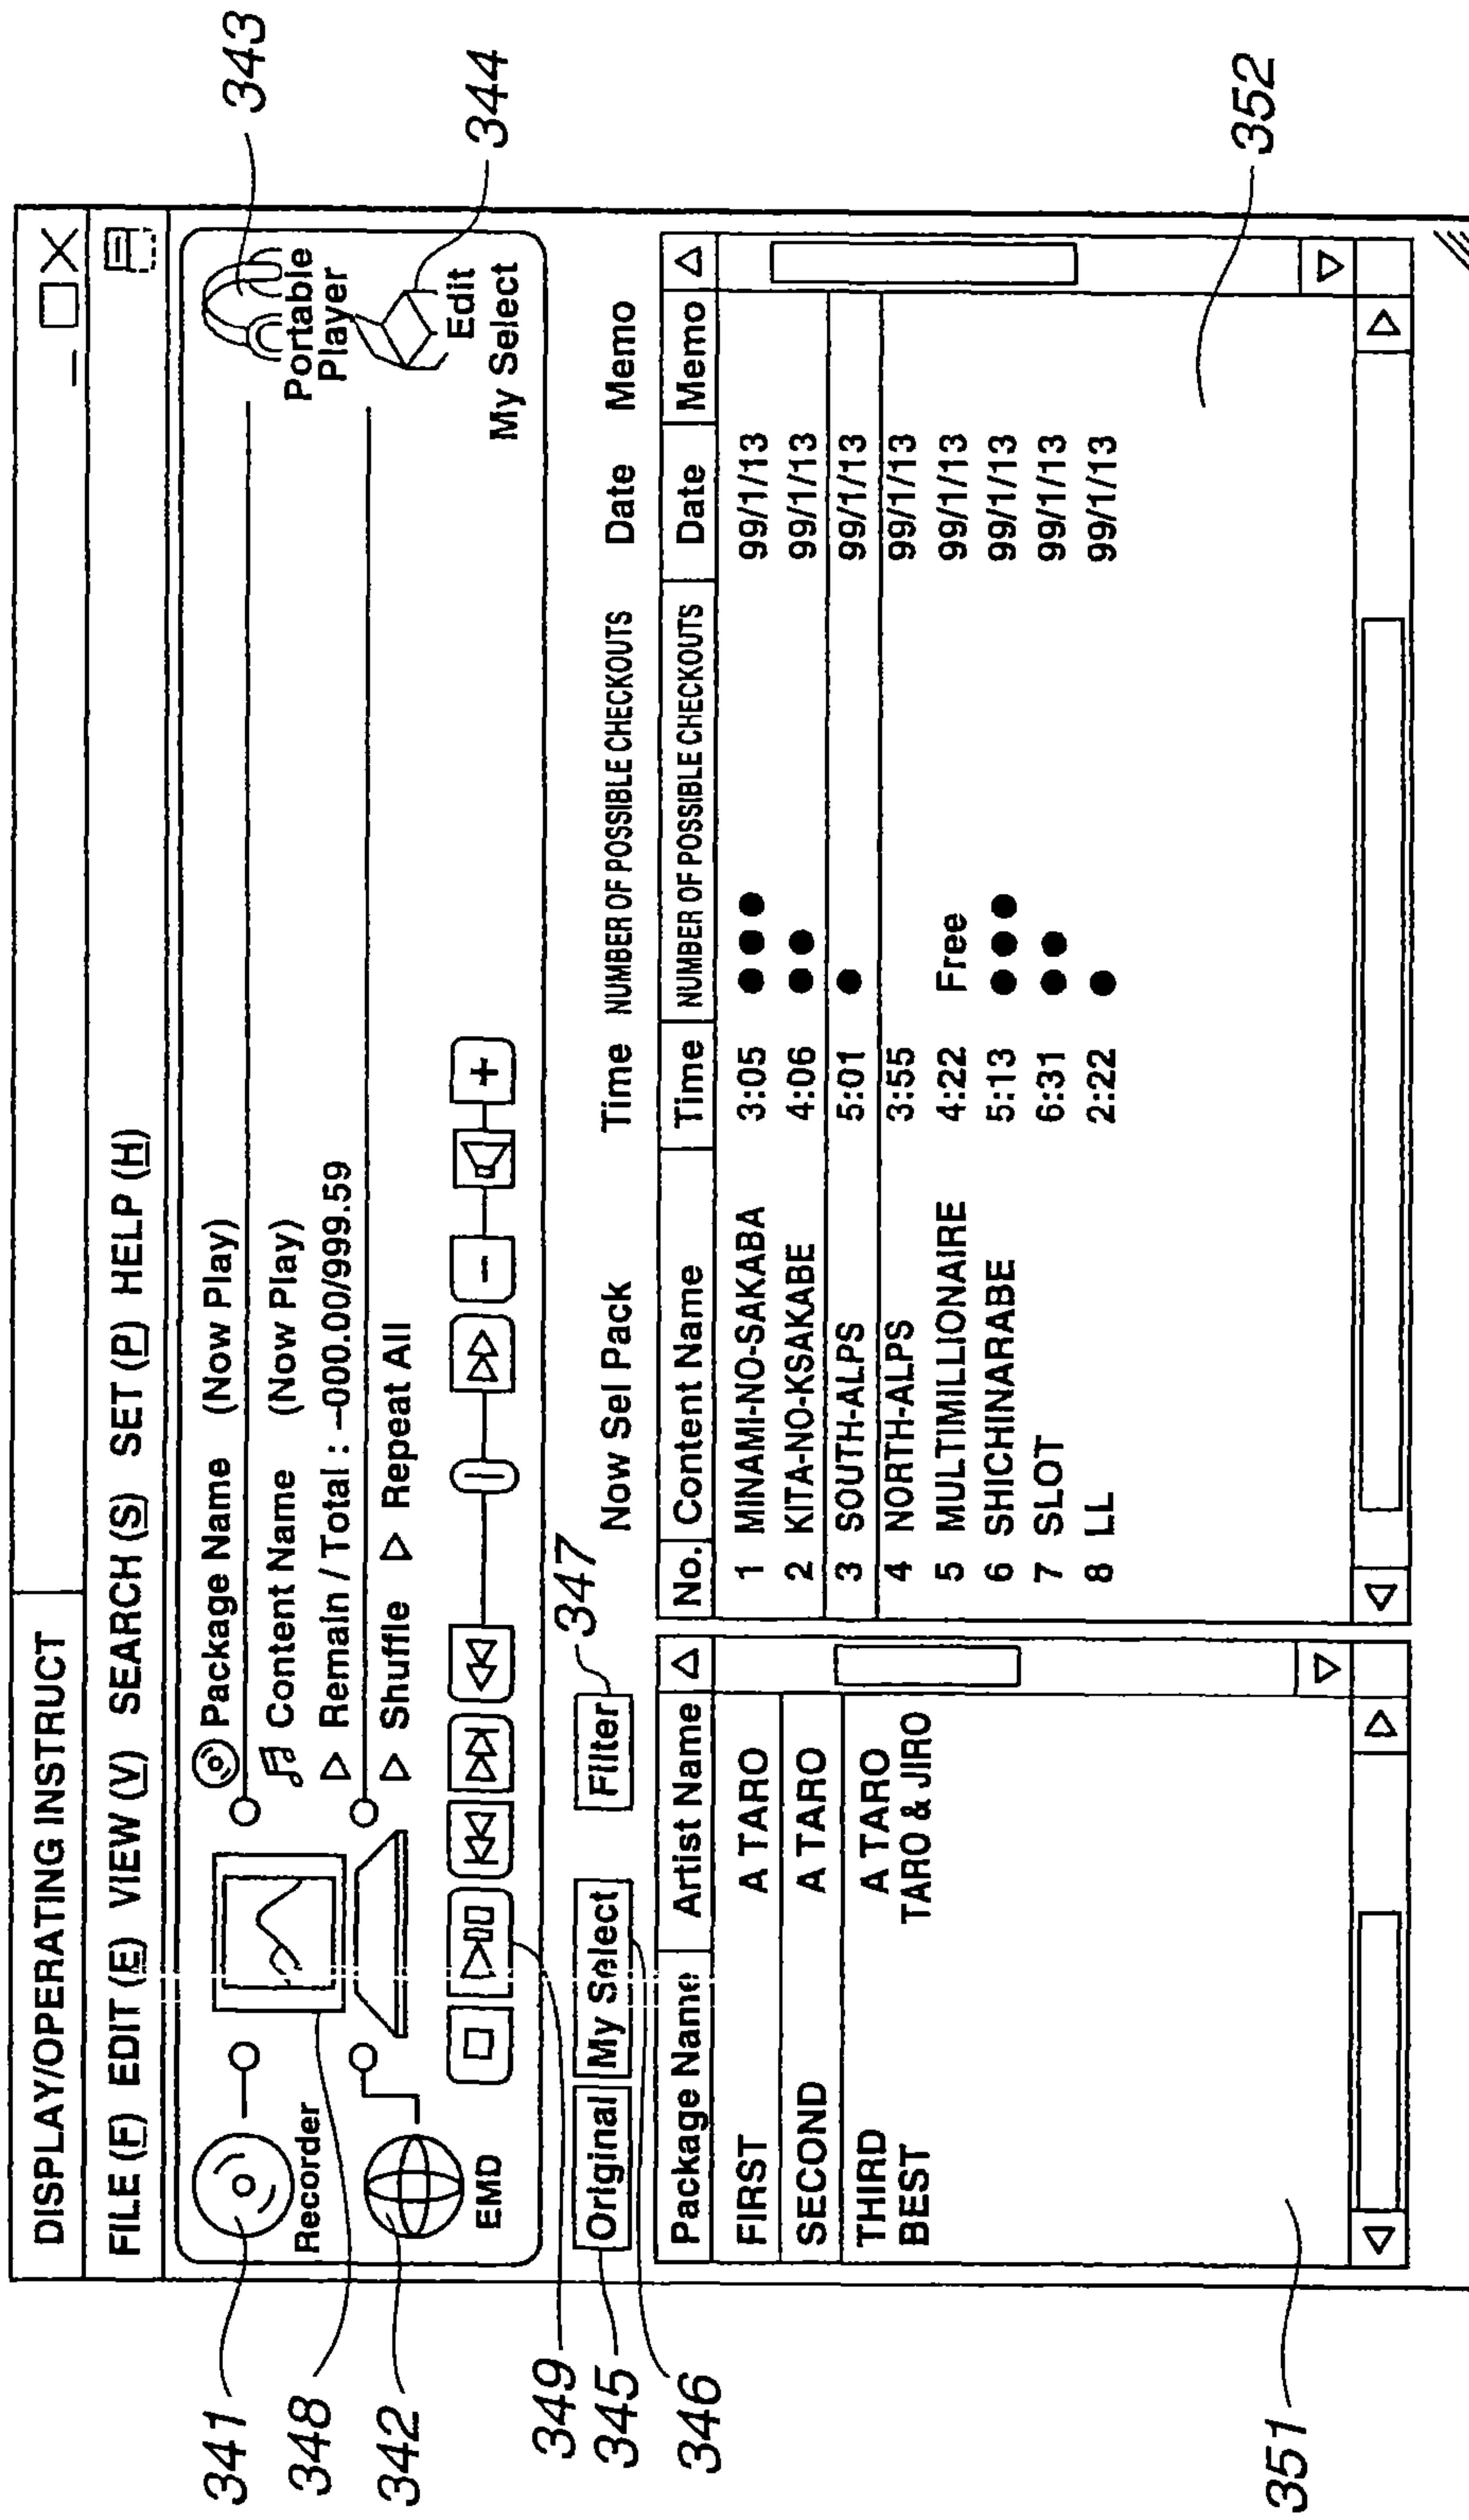 DISPLAY/OPERATING INSTRUCT
FILE (F) EDIT (E) VIEW (V) SEARCH (S) SET (P) HELP (H)
341
348
342
Recorder
EMD
Package Name (Now Play)
Content Name (Now Play)
Remain / Total : -000.00/999.59
Shuffle Repeat All
Portable
Player
Edit
My Select
343
344
- +
349
345
346
347
Original My Select Filter
Now Sel Pack Time NUMBER OF POSSIBLE CHECKOUTS Date Memo
Package Name Artist Name
FIRST A TARO
SECOND A TARO
THIRD A TARO
BEST TARO & JIRO
No. Content Name Time NUMBER OF POSSIBLE CHECKOUTS Date Memo
1 MINAMI-NO-SAKABA 3:05 ●●● 99/1/13
2 KITA-NO-KSAKABE 4:06 ●● 99/1/13
3 SOUTH-ALPS 5:01 ● 99/1/13
4 NORTH-ALPS 3:55 99/1/13
5 MULTIMILLIONAIRE 4:22 Free 99/1/13
6 SHICHINARABE 5:13 ●●● 99/1/13
7 SLOT 6:31 ●● 99/1/13
8 LL 2:22 ● 99/1/13
351
352